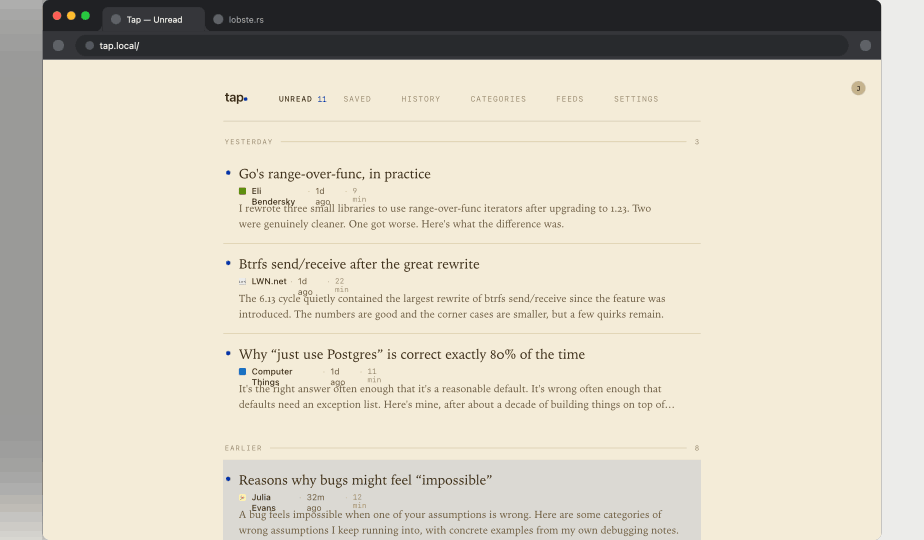 Tap — Unread
lobste.rs
tap.local/
tap•
UNREAD 11 SAVED HISTORY CATEGORIES FEEDS SETTINGS
J
YESTERDAY 3
Go's range-over-func, in practice
Eli Bendersky · 1d ago · 9 min
I rewrote three small libraries to use range-over-func iterators after upgrading to 1.23. Two
were genuinely cleaner. One got worse. Here's what the difference was.
Btrfs send/receive after the great rewrite
LWN.net · 1d ago · 22 min
The 6.13 cycle quietly contained the largest rewrite of btrfs send/receive since the feature was
introduced. The numbers are good and the corner cases are smaller, but a few quirks remain.
Why “just use Postgres” is correct exactly 80% of the time
Computer Things · 1d ago · 11 min
It's the right answer often enough that it's a reasonable default. It's wrong often enough that
defaults need an exception list. Here's mine, after about a decade of building things on top of…
EARLIER 8
Reasons why bugs might feel “impossible”
Julia Evans · 32m ago · 12 min
A bug feels impossible when one of your assumptions is wrong. Here are some categories of
wrong assumptions I keep running into, with concrete examples from my own debugging notes.